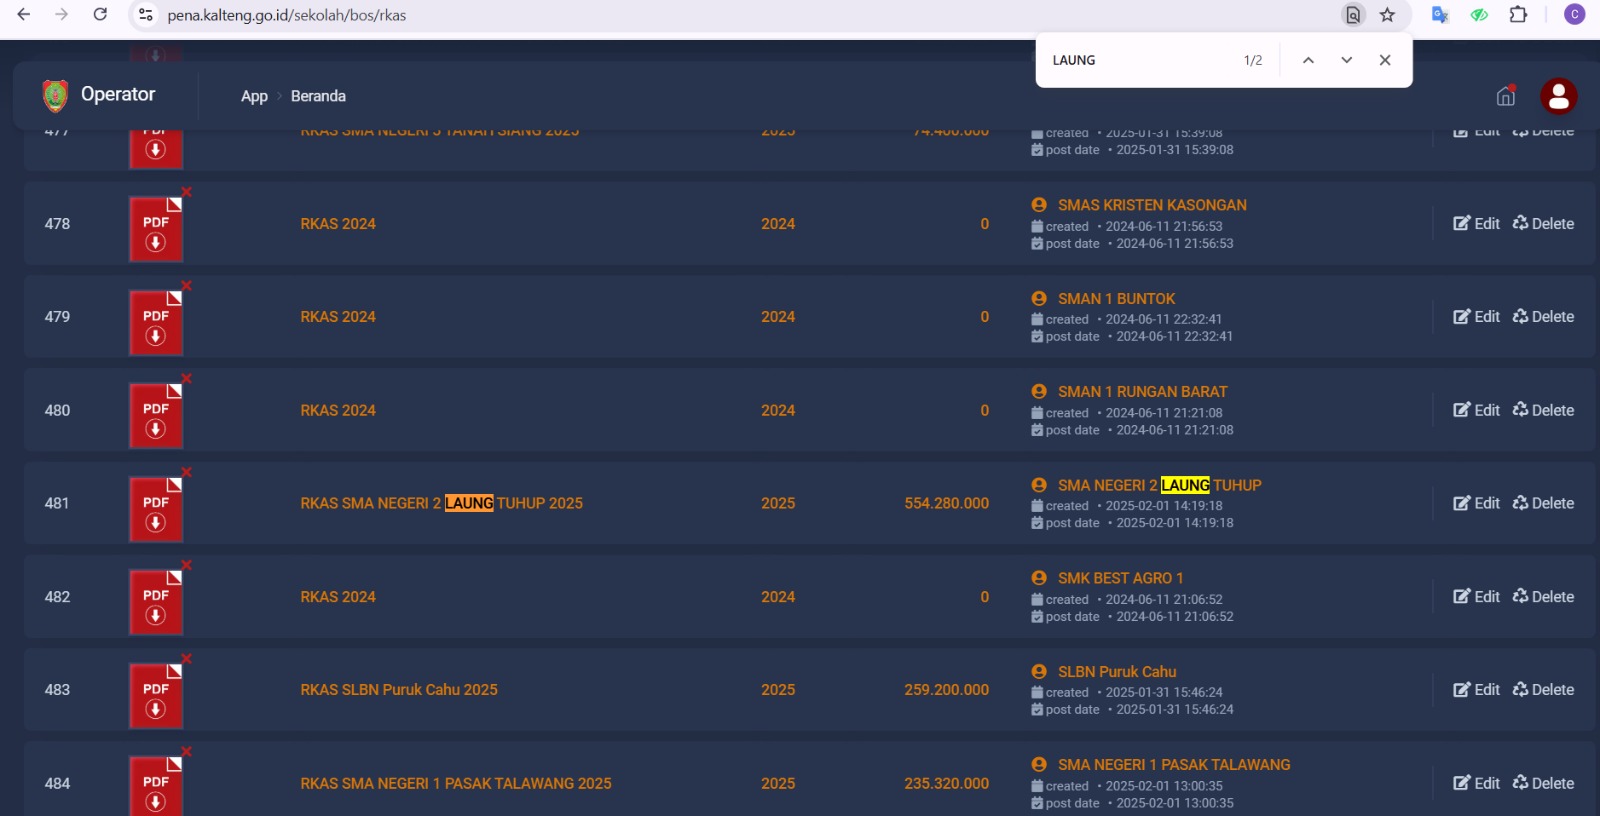 pena.kalteng.go.id/sekolah/bos/rkas
LAUNG 1/2
Operator App Beranda
477 PDF RKAS SMA NEGERI 3 TANAH SIANG 2025 2025 74.400.000 created • 2025-01-31 15:39:08 Edit Delete
post date • 2025-01-31 15:39:08
SMAS KRISTEN KASONGAN
478 PDF RKAS 2024 2024 0 created • 2024-06-11 21:56:53 Edit Delete
post date • 2024-06-11 21:56:53
SMAN 1 BUNTOK
479 PDF RKAS 2024 2024 0 created • 2024-06-11 22:32:41 Edit Delete
post date • 2024-06-11 22:32:41
SMAN 1 RUNGAN BARAT
480 PDF RKAS 2024 2024 0 created • 2024-06-11 21:21:08 Edit Delete
post date • 2024-06-11 21:21:08
SMA NEGERI 2 LAUNG TUHUP
481 PDF RKAS SMA NEGERI 2 LAUNG TUHUP 2025 2025 554.280.000 created • 2025-02-01 14:19:18 Edit Delete
post date • 2025-02-01 14:19:18
SMK BEST AGRO 1
482 PDF RKAS 2024 2024 0 created • 2024-06-11 21:06:52 Edit Delete
post date • 2024-06-11 21:06:52
SLBN Puruk Cahu
483 PDF RKAS SLBN Puruk Cahu 2025 2025 259.200.000 created • 2025-01-31 15:46:24 Edit Delete
post date • 2025-01-31 15:46:24
SMA NEGERI 1 PASAK TALAWANG
484 PDF RKAS SMA NEGERI 1 PASAK TALAWANG 2025 2025 235.320.000 created • 2025-02-01 13:00:35 Edit Delete
post date • 2025-02-01 13:00:35
C